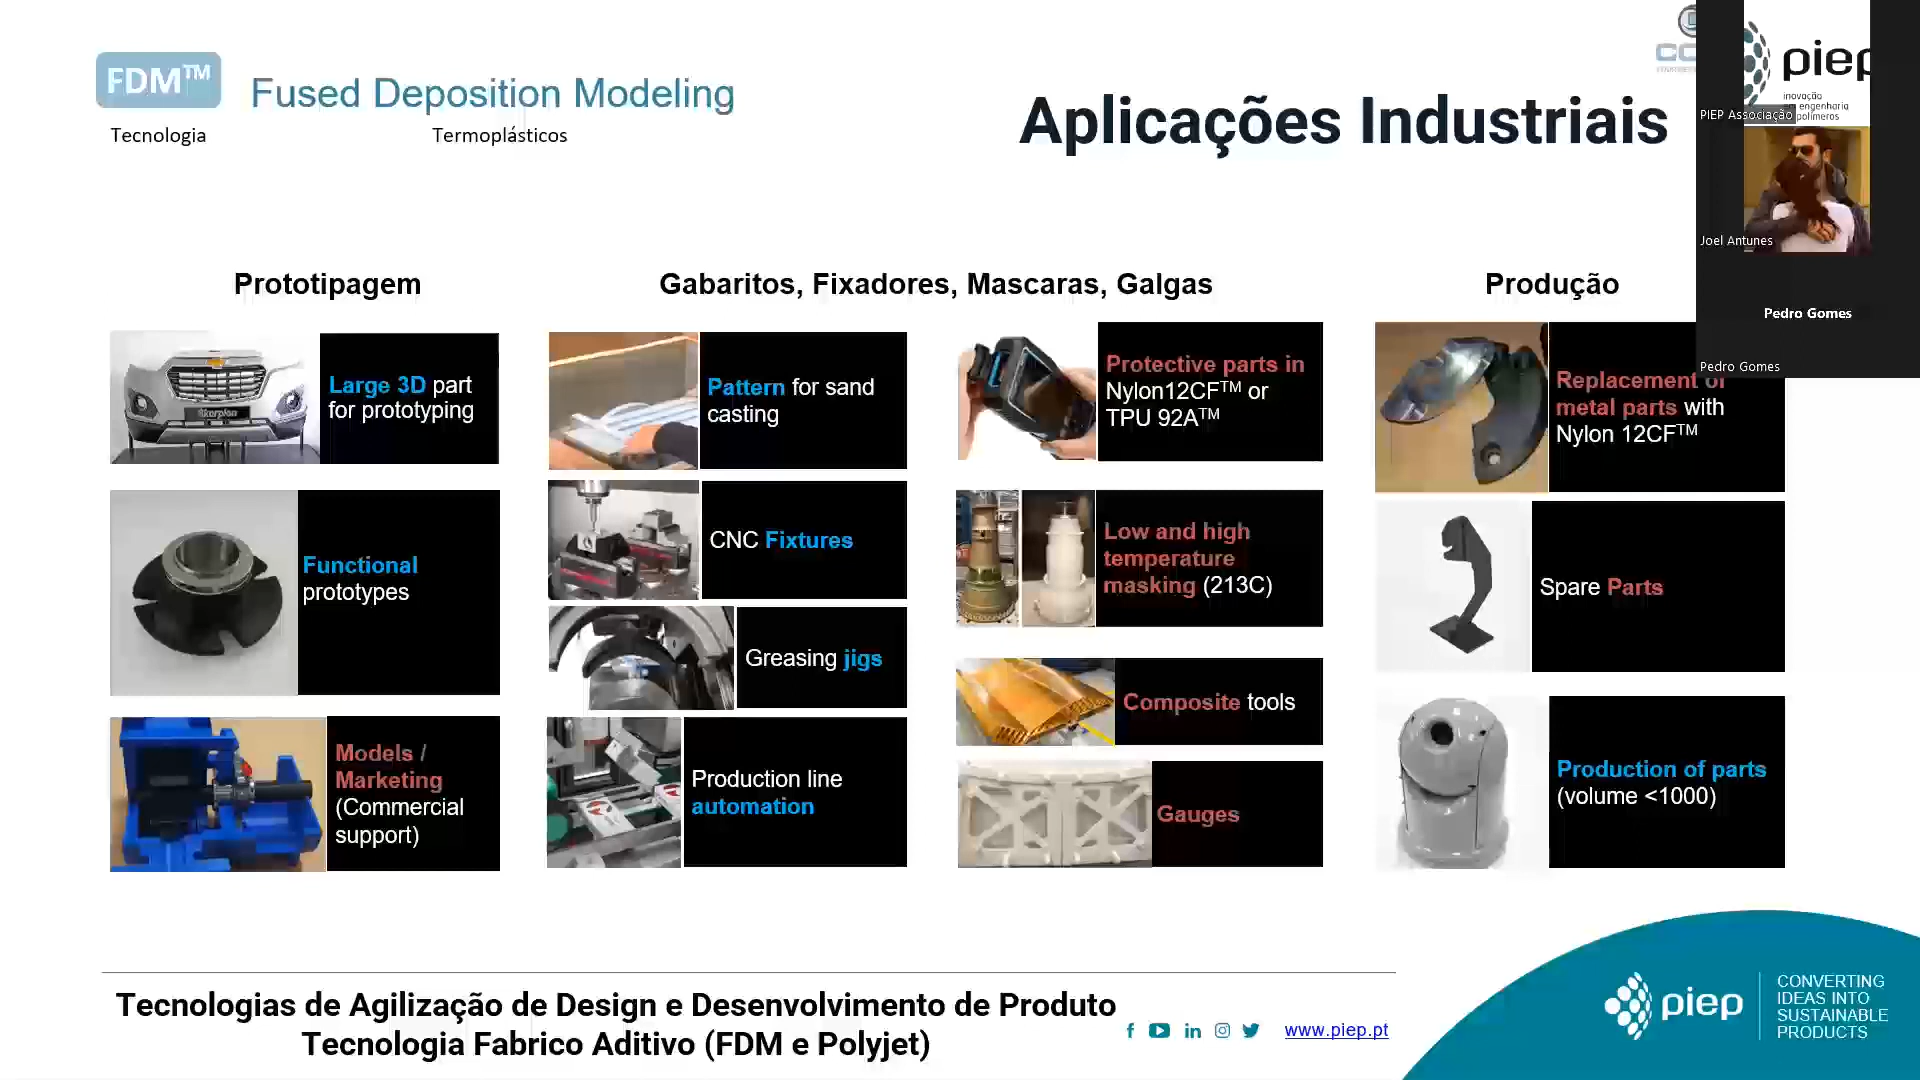 FDM™
Fused Deposition Modeling
Tecnologia
Termoplásticos
Aplicações Industriais
piep
inovação
engenharia
polímeros
PIEP Associação
Joel Antunes
Pedro Gomes
Pedro Gomes
Prototipagem
Large 3D part
for prototyping
Functional
prototypes
Models /
Marketing
(Commercial
support)
Gabaritos, Fixadores, Mascaras, Galgas
Pattern for sand
casting
CNC Fixtures
Greasing jigs
Production line
automation
Protective parts in
Nylon12CF™ or
TPU 92A™
Low and high
temperature
masking (213C)
Composite tools
Gauges
Produção
Replacement of
metal parts with
Nylon 12CF™
Spare Parts
Production of parts
(volume <1000)
Tecnologias de Agilização de Design e Desenvolvimento de Produto
Tecnologia Fabrico Aditivo (FDM e Polyjet)
www.piep.pt
piep
CONVERTING
IDEAS INTO
SUSTAINABLE
PRODUCTS